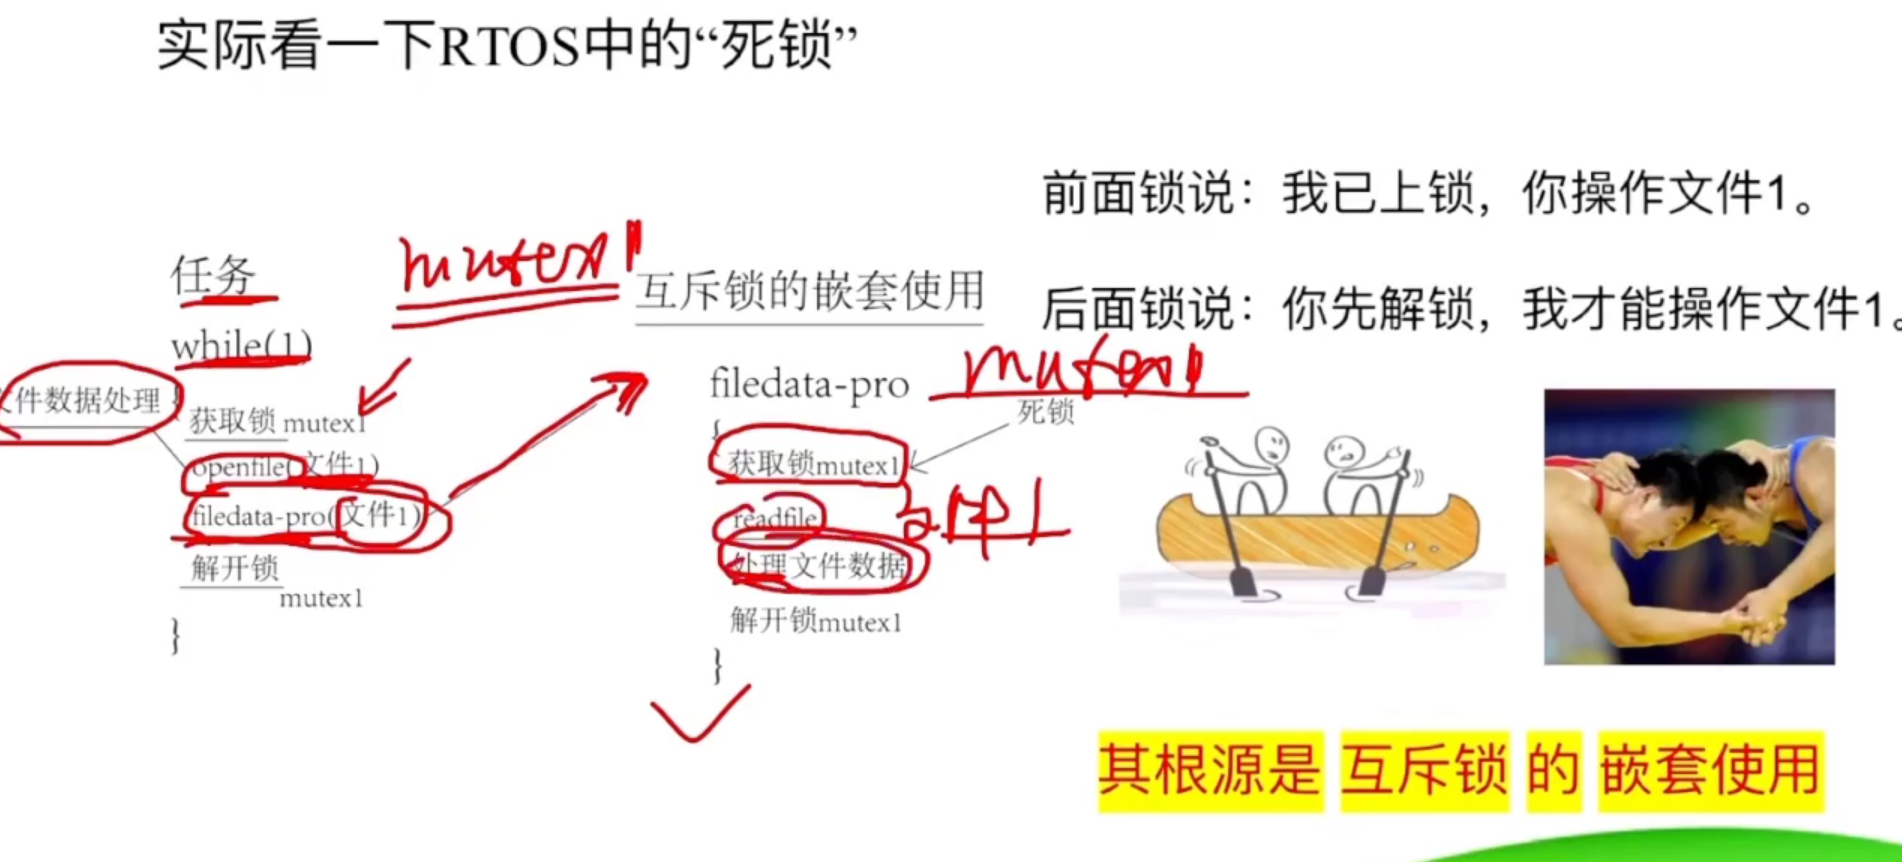 实际看一下RTOS中的“死锁”
前面锁说：我已上锁，你操作文件1。
后面锁说：你先解锁，我才能操作文件1。
任务
mutex1
互斥锁的嵌套使用
while(1)
件数据处理
获取锁 mutex1
openfile(文件1)
filedata-pro(文件1)
解开锁
mutex1
}
filedata-pro
mutex1
死锁
{
获取锁mutex1
readfile
处理文件数据
解开锁mutex1
}
其根源是 互斥锁 的 嵌套使用